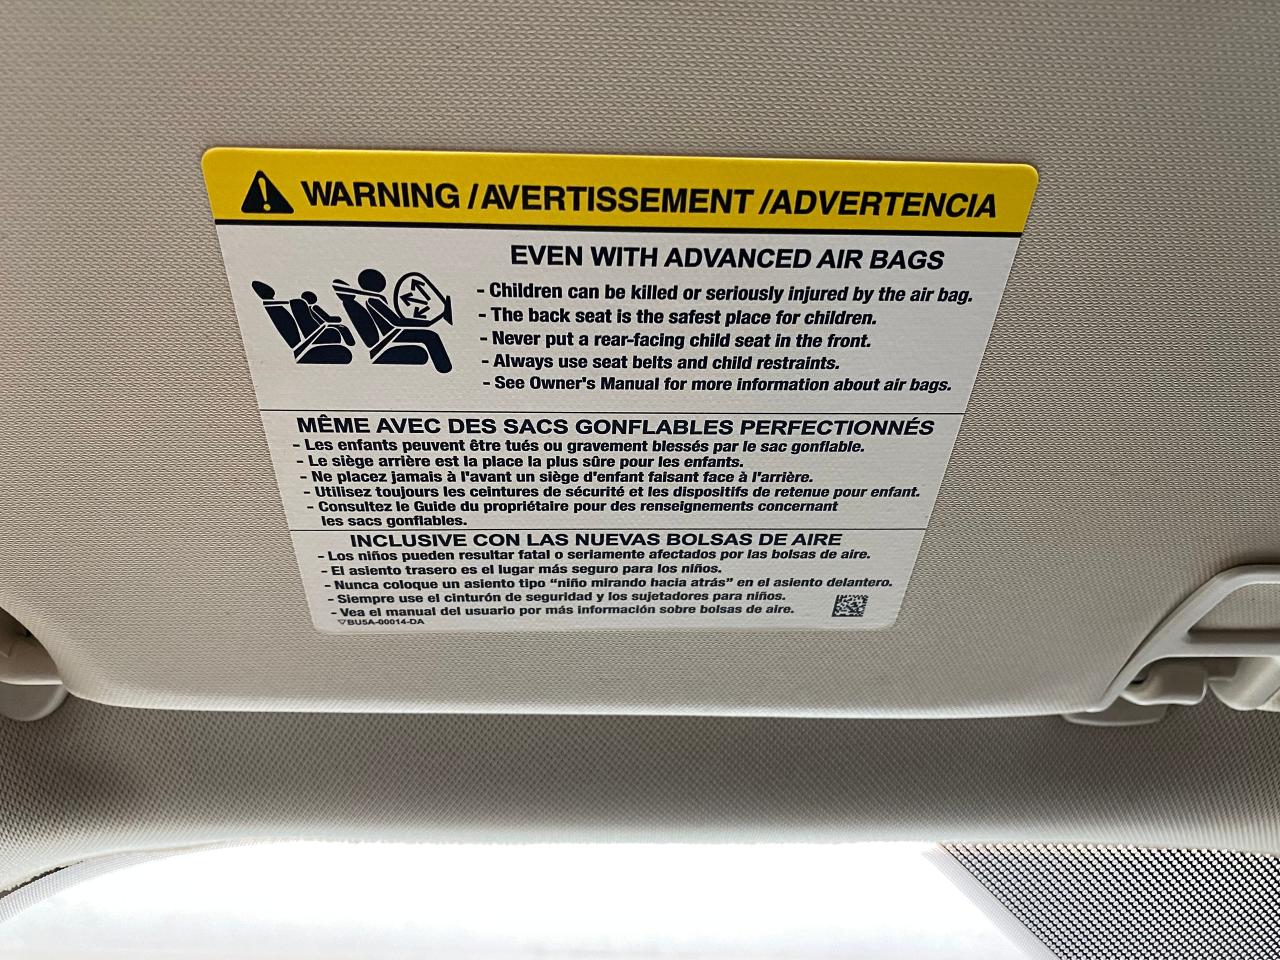 WARNING / AVERTISSEMENT / ADVERTENCIA
EVEN WITH ADVANCED AIR BAGS
- Children can be killed or seriously injured by the air bag.
- The back seat is the safest place for children.
- Never put a rear-facing child seat in the front.
- Always use seat belts and child restraints.
- See Owner's Manual for more information about air bags.
MÊME AVEC DES SACS GONFLABLES PERFECTIONNÉS
- Les enfants peuvent être tués ou gravement blessés par le sac gonflable.
- Le siège arrière est la place la plus sûre pour les enfants.
- Ne placez jamais à l'avant un siège d'enfant faisant face à l'arrière.
- Utilisez toujours les ceintures de sécurité et les dispositifs de retenue pour enfant.
- Consultez le Guide du propriétaire pour des renseignements concernant
les sacs gonflables.
INCLUSIVE CON LAS NUEVAS BOLSAS DE AIRE
- Los niños pueden resultar fatal o seriamente afectados por las bolsas de aire.
- El asiento trasero es el lugar más seguro para los niños.
- Nunca coloque un asiento tipo “niño mirando hacia atrás” en el asiento delantero.
- Siempre use el cinturón de seguridad y los sujetadores para niños.
- Vea el manual del usuario por más información sobre bolsas de aire.
▽BU5A-00014-DA